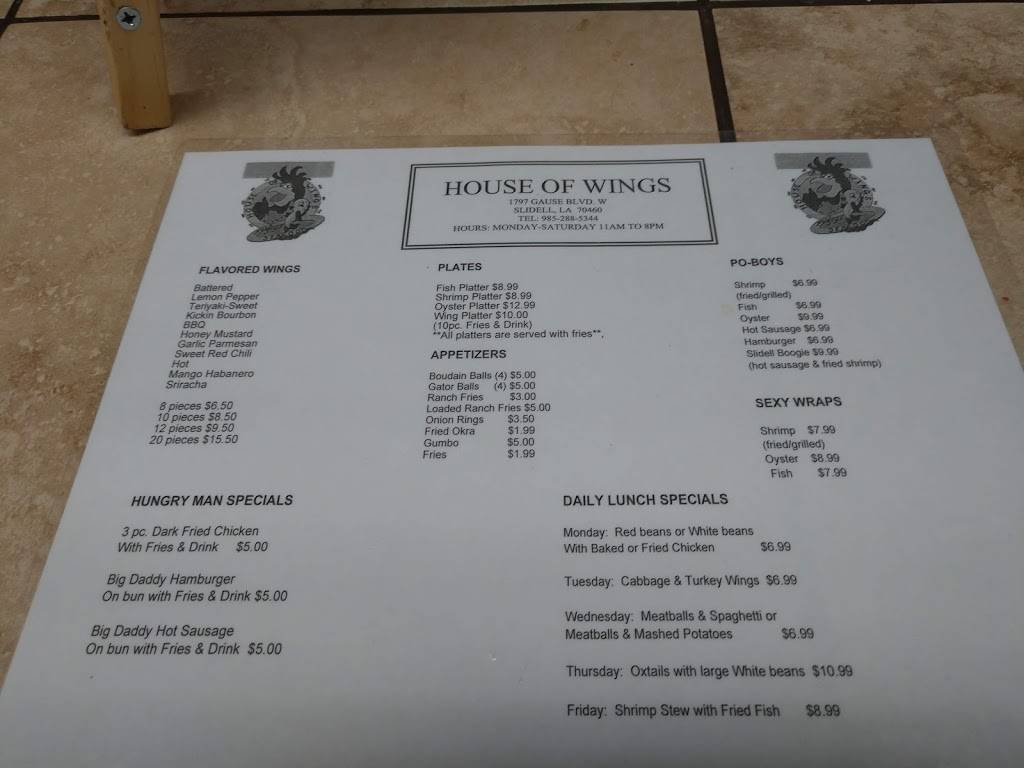 HOUSE OF WINGS
1797 GAUSE BLVD. W
SLIDELL, LA 70460
TEL: 985-288-5344
HOURS: MONDAY-SATURDAY 11AM TO 8PM
FLAVORED WINGS
Battered
Lemon Pepper
Teriyaki-Sweet
Kickin Bourbon
BBQ
Honey Mustard
Garlic Parmesan
Sweet Red Chili
Hot
Mango Habanero
Sriracha
8 pieces $6.50
10 pieces $8.50
12 pieces $9.50
20 pieces $15.50
PLATES
Fish Platter $8.99
Shrimp Platter $8.99
Oyster Platter $12.99
Wing Platter $10.00
(10pc. Fries & Drink)
**All platters are served with fries**,
APPETIZERS
Boudain Balls (4) $5.00
Gator Balls (4) $5.00
Ranch Fries $3.00
Loaded Ranch Fries $5.00
Onion Rings $3.50
Fried Okra $1.99
Gumbo $5.00
Fries $1.99
PO-BOYS
Shrimp $6.99
(fried/grilled)
Fish $6.99
Oyster $9.99
Hot Sausage $6.99
Hamburger $6.99
Slidell Boogie $9.99
(hot sausage & fried shrimp)
SEXY WRAPS
Shrimp $7.99
(fried/grilled)
Oyster $8.99
Fish $7.99
HUNGRY MAN SPECIALS
3 pc. Dark Fried Chicken
With Fries & Drink $5.00
Big Daddy Hamburger
On bun with Fries & Drink $5.00
Big Daddy Hot Sausage
On bun with Fries & Drink $5.00
DAILY LUNCH SPECIALS
Monday: Red beans or White beans
With Baked or Fried Chicken $6.99
Tuesday: Cabbage & Turkey Wings $6.99
Wednesday: Meatballs & Spaghetti or
Meatballs & Mashed Potatoes $6.99
Thursday: Oxtails with large White beans $10.99
Friday: Shrimp Stew with Fried Fish $8.99